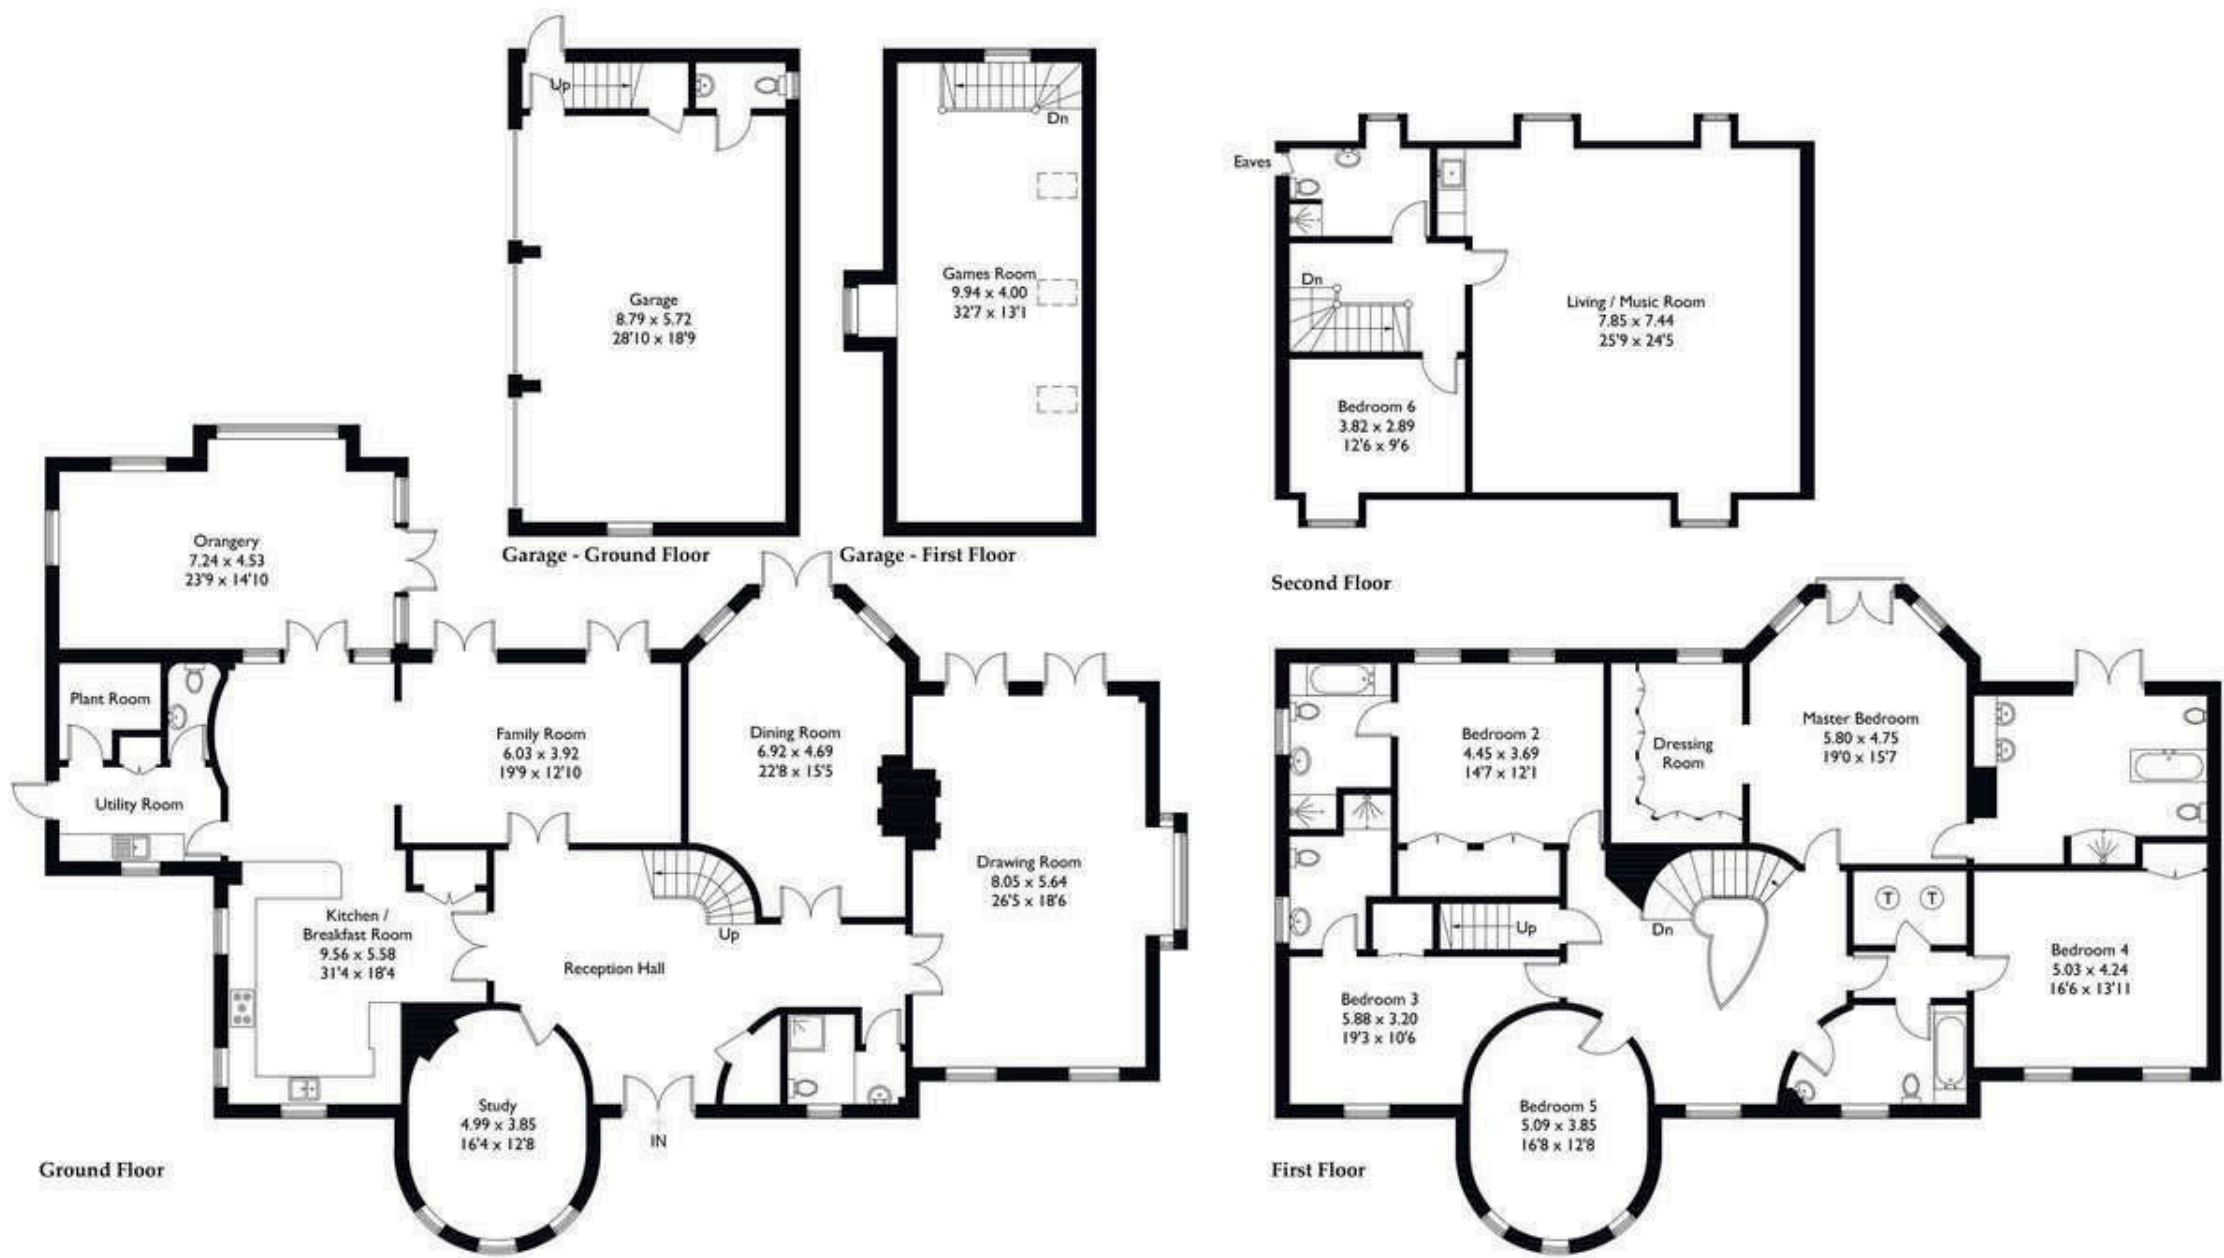 Up
Garage
8.79 x 5.72
28'10 x 18'9
Garage - Ground Floor
Dn
Games Room
9.94 x 4.00
32'7 x 13'1
Garage - First Floor
Eaves
Dn
Living / Music Room
7.85 x 7.44
25'9 x 24'5
Bedroom 6
3.82 x 2.89
12'6 x 9'6
Second Floor
Orangery
7.24 x 4.53
23'9 x 14'10
Plant Room
Utility Room
Family Room
6.03 x 3.92
19'9 x 12'10
Dining Room
6.92 x 4.69
22'8 x 15'5
Drawing Room
8.05 x 5.64
26'5 x 18'6
Kitchen /
Breakfast Room
9.56 x 5.58
31'4 x 18'4
Up
Reception Hall
Study
4.99 x 3.85
16'4 x 12'8
IN
Ground Floor
Bedroom 2
4.45 x 3.69
14'7 x 12'1
Dressing
Room
Master Bedroom
5.80 x 4.75
19'0 x 15'7
Up
Dn
T
T
Bedroom 4
5.03 x 4.24
16'6 x 13'11
Bedroom 3
5.88 x 3.20
19'3 x 10'6
Bedroom 5
5.09 x 3.85
16'8 x 12'8
First Floor